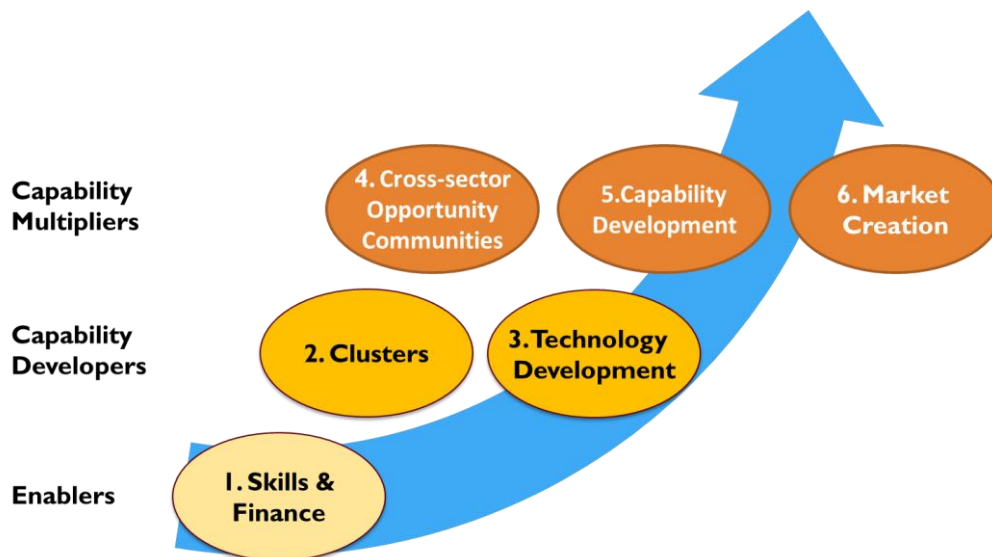 Capability
Multipliers
4. Cross-sector
Opportunity
Communities
5.Capability
Development
6. Market
Creation
Capability
Developers
2. Clusters
3. Technology
Development
Enablers
1. Skills &
Finance